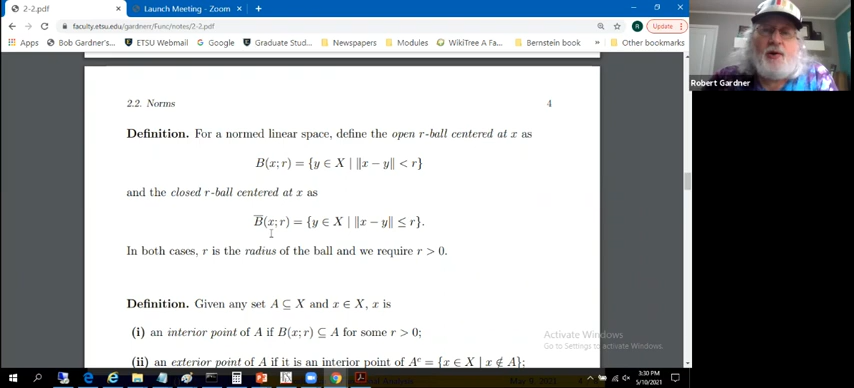 2-2.pdf
Launch Meeting - Zoom
faculty.etsu.edu/gardnerr/Func/notes/2-2.pdf
Update
Apps
Bob Gardner's
ETSU Webmail
Google
Graduate Stud...
Newspapers
Modules
WikiTree A Fa...
Bernstein book
Other bookmarks
Robert Gardner
2.2. Norms 4
Definition. For a normed linear space, define the open r-ball centered at x as
B(x; r) = {y ∈ X | ‖x − y‖ < r}
and the closed r-ball centered at x as
B̅(x; r) = {y ∈ X | ‖x − y‖ ≤ r}.
In both cases, r is the radius of the ball and we require r > 0.
Definition. Given any set A ⊆ X and x ∈ X, x is
(i) an interior point of A if B(x; r) ⊆ A for some r > 0;
(ii) an exterior point of A if it is an interior point of Aᶜ = {x ∈ X | x ∉ A};
Activate Windows
Go to Settings to activate Windows.
3:30 PM
5/10/2021